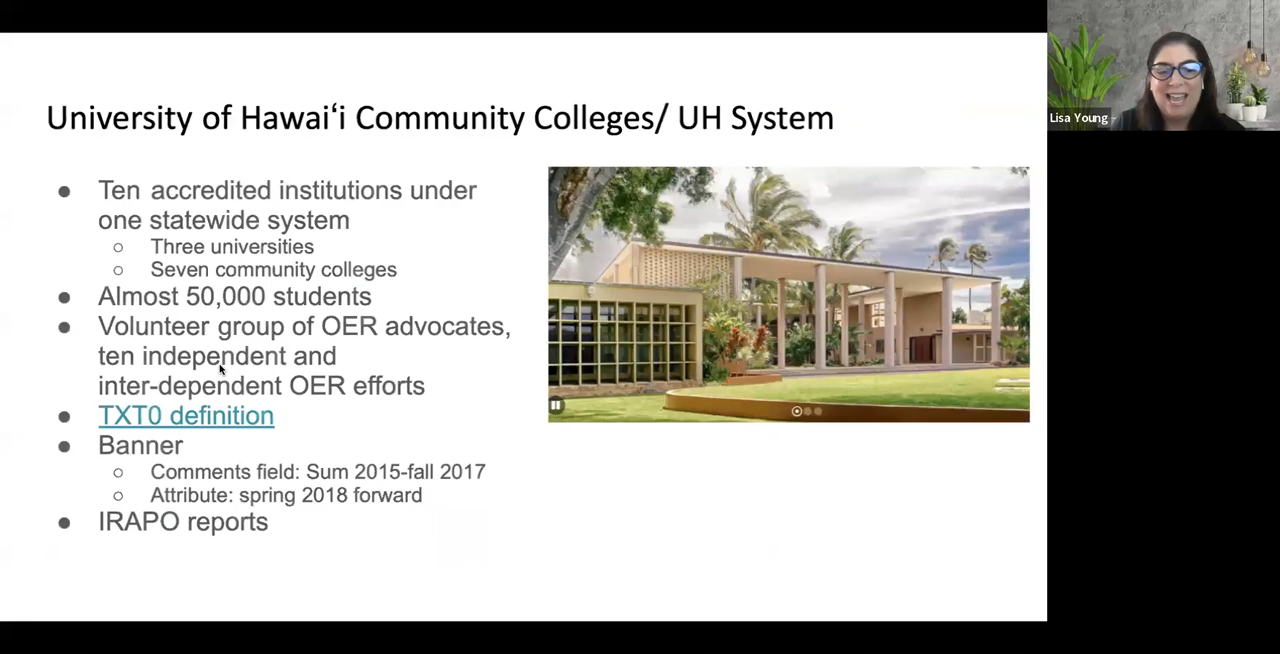 University of Hawaiʻi Community Colleges/ UH System
● Ten accredited institutions under
one statewide system
○ Three universities
○ Seven community colleges
● Almost 50,000 students
● Volunteer group of OER advocates,
ten independent and
inter-dependent OER efforts
● TXT0 definition
● Banner
○ Comments field: Sum 2015-fall 2017
○ Attribute: spring 2018 forward
● IRAPO reports
Lisa Young